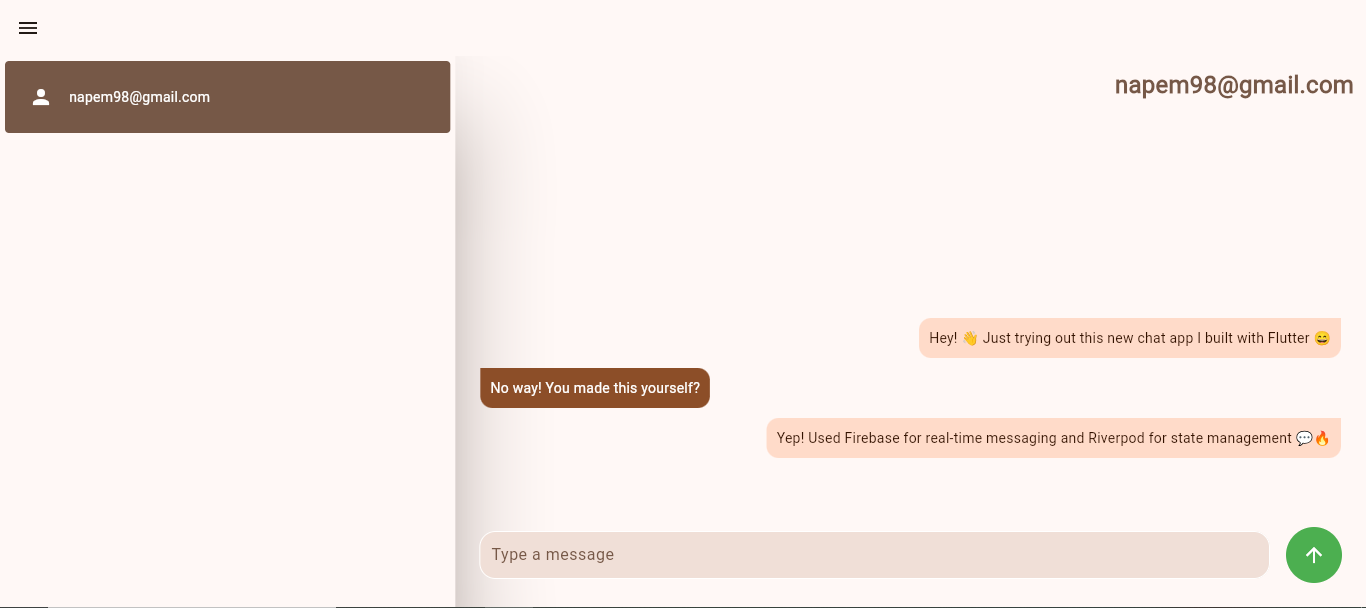 napem98@gmail.com
napem98@gmail.com
Hey! 👋 Just trying out this new chat app I built with Flutter 😄
No way! You made this yourself?
Yep! Used Firebase for real-time messaging and Riverpod for state management 💬🔥
Type a message